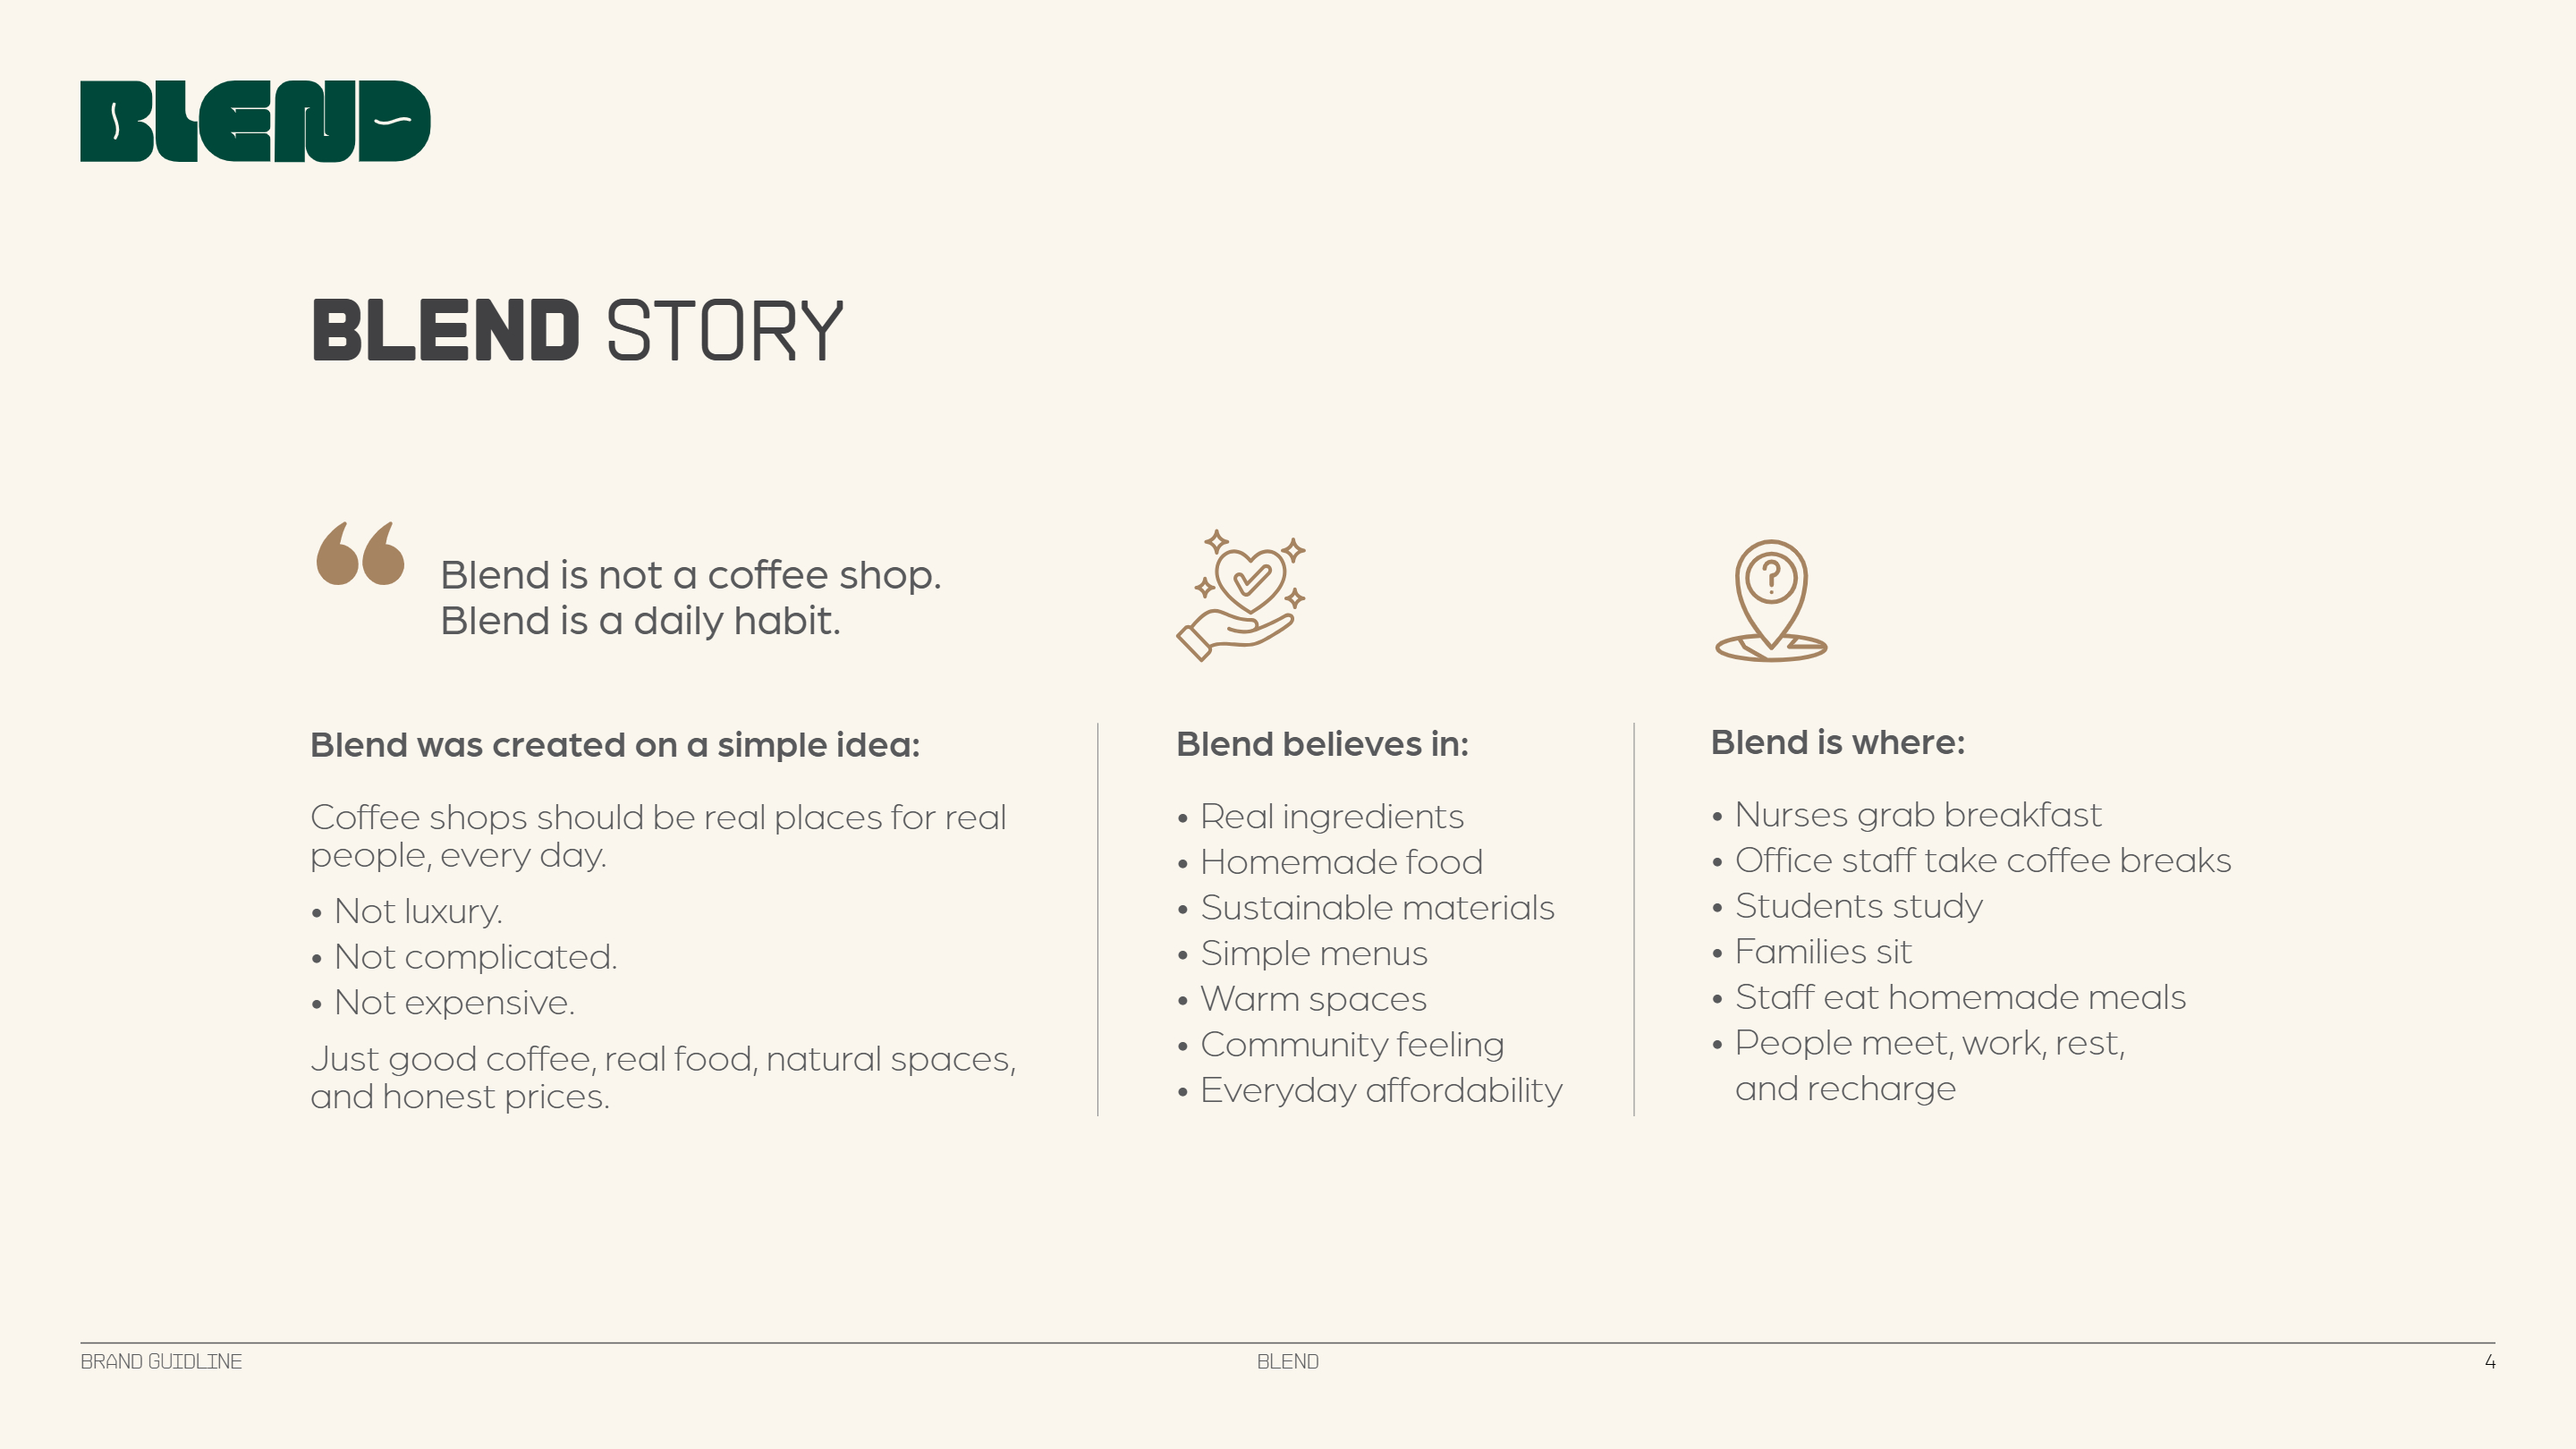 BLEND
BLEND STORY
Blend is not a coffee shop.
Blend is a daily habit.
Blend was created on a simple idea:
Coffee shops should be real places for real
people, every day.
• Not luxury.
• Not complicated.
• Not expensive.
Just good coffee, real food, natural spaces,
and honest prices.
Blend believes in:
• Real ingredients
• Homemade food
• Sustainable materials
• Simple menus
• Warm spaces
• Community feeling
• Everyday affordability
Blend is where:
• Nurses grab breakfast
• Office staff take coffee breaks
• Students study
• Families sit
• Staff eat homemade meals
• People meet, work, rest,
and recharge
BRAND GUIDLINE
BLEND
4